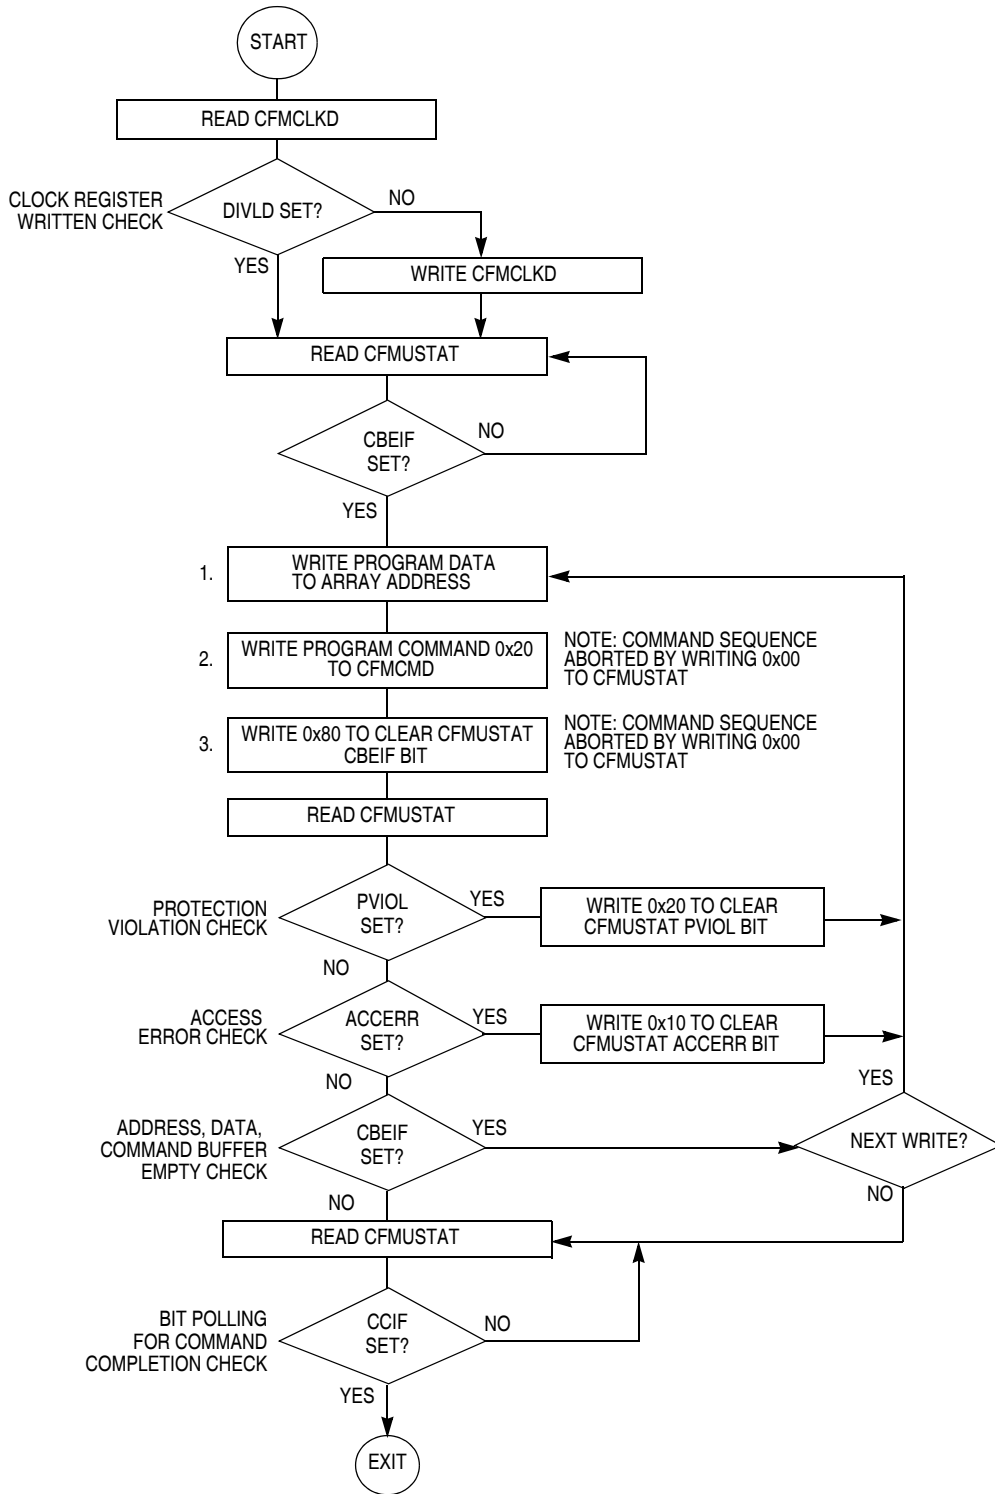 START
READ CFMCLKD
CLOCK REGISTER
WRITTEN CHECK
DIVLD SET?
NO
YES
WRITE CFMCLKD
READ CFMUSTAT
CBEIF
SET?
NO
YES
1.
WRITE PROGRAM DATA
TO ARRAY ADDRESS
2.
WRITE PROGRAM COMMAND 0x20
TO CFMCMD
NOTE: COMMAND SEQUENCE
ABORTED BY WRITING 0x00
TO CFMUSTAT
3.
WRITE 0x80 TO CLEAR CFMUSTAT
CBEIF BIT
NOTE: COMMAND SEQUENCE
ABORTED BY WRITING 0x00
TO CFMUSTAT
READ CFMUSTAT
PROTECTION
VIOLATION CHECK
PVIOL
SET?
YES
WRITE 0x20 TO CLEAR
CFMUSTAT PVIOL BIT
NO
ACCESS
ERROR CHECK
ACCERR
SET?
YES
WRITE 0x10 TO CLEAR
CFMUSTAT ACCERR BIT
NO
YES
ADDRESS, DATA,
COMMAND BUFFER
EMPTY CHECK
CBEIF
SET?
YES
NEXT WRITE?
NO
NO
READ CFMUSTAT
BIT POLLING
FOR COMMAND
COMPLETION CHECK
CCIF
SET?
NO
YES
EXIT